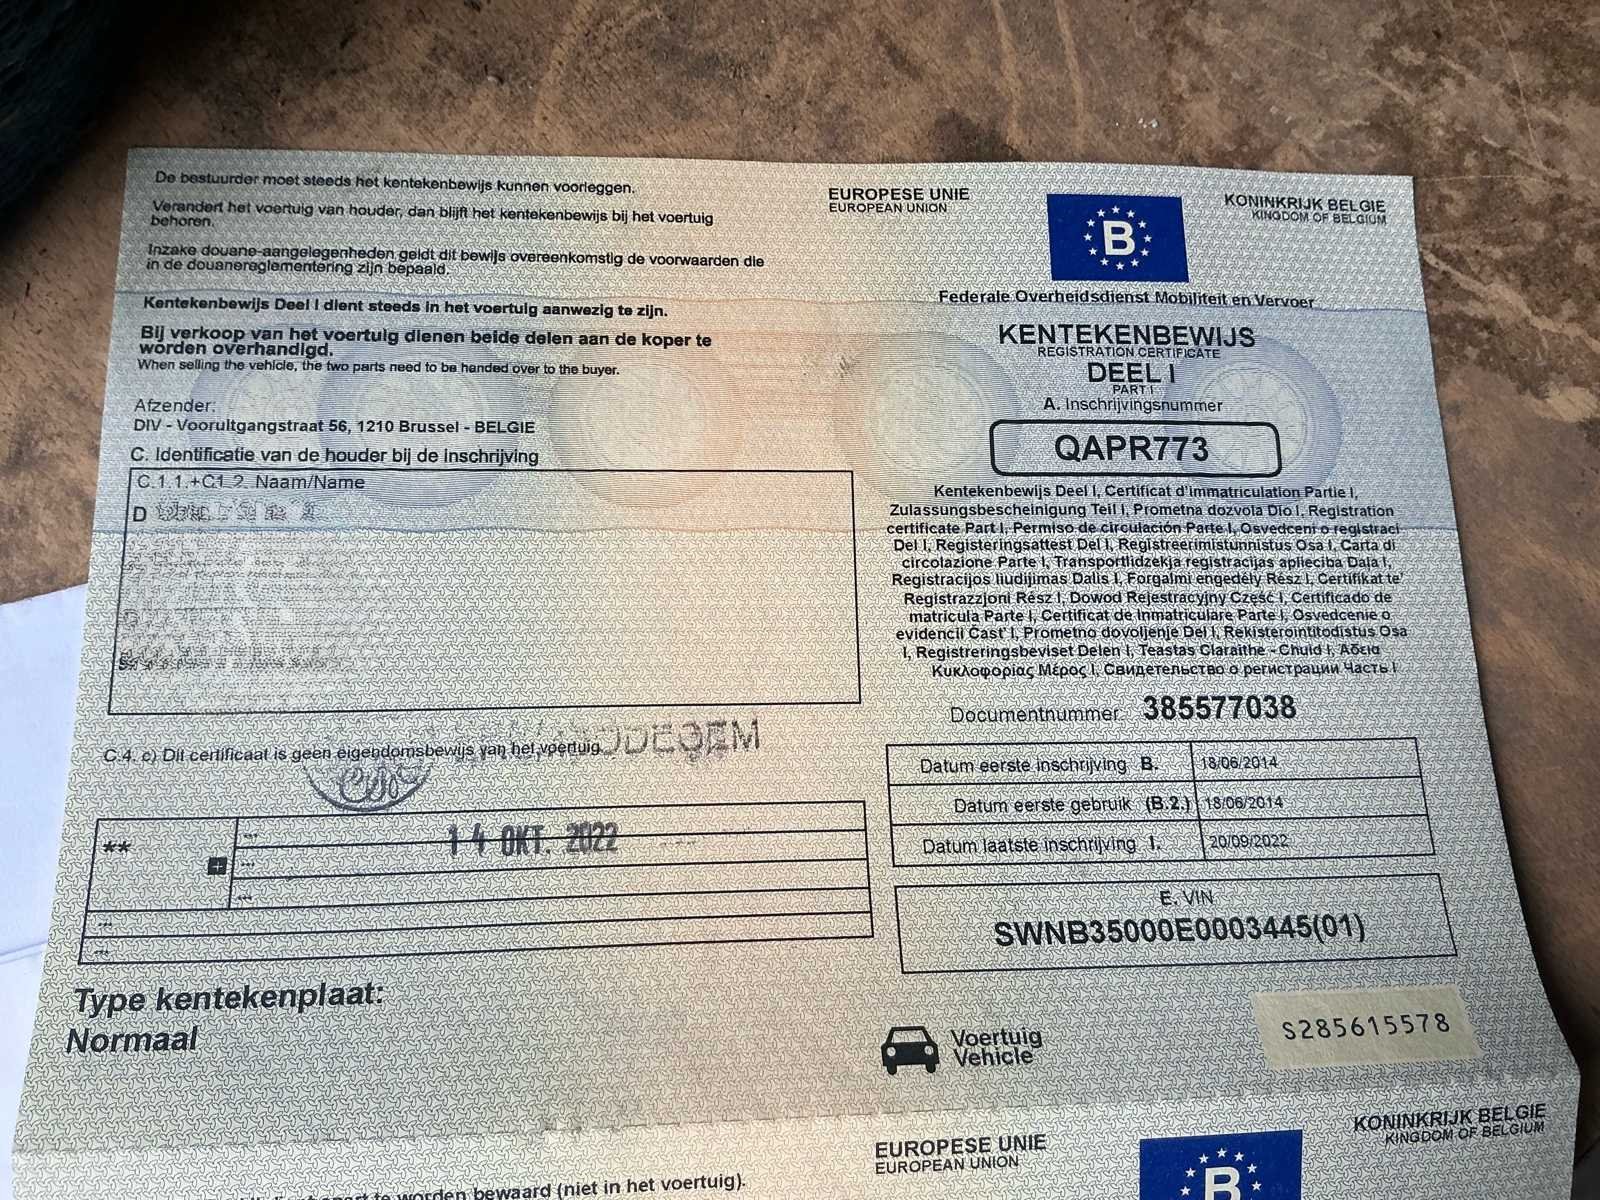 De bestuurder moet steeds het kentekenbewijs kunnen voorleggen.
Verandert het voertuig van houder, dan blijft het kentekenbewijs bij het voertuig
behoren.
Inzake douane-aangelegenheden geldt dit bewijs overeenkomstig de voorwaarden die
in de douanereglementering zijn bepaald.
Kentekenbewijs Deel I dient steeds in het voertuig aanwezig te zijn.
Bij verkoop van het voertuig dienen beide delen aan de koper te
worden overhandigd.
When selling the vehicle, the two parts need to be handed over to the buyer.
Afzender:
DIV - Vooruitgangstraat 56, 1210 Brussel - BELGIE
C. Identificatie van de houder bij de inschrijving
C.1.1.+C1.2. Naam/Name
D
C.4. c) Dit certificaat is geen eigendomsbewijs van het voertuig
14 OKT. 2022
**
+
***
***
***
***
***
Type kentekenplaat:
Normaal
EUROPESE UNIE
EUROPEAN UNION
B
KONINKRIJK BELGIE
KINGDOM OF BELGIUM
Federale Overheidsdienst Mobiliteit en Vervoer
KENTEKENBEWIJS
REGISTRATION CERTIFICATE
DEEL I
PART I
A. Inschrijvingsnummer
QAPR773
Kentekenbewijs Deel I, Certificat d'immatriculation Partie I,
Zulassungsbescheinigung Teil I, Prometna dozvola Dio I, Registration
certificate Part I, Permiso de circulación Parte I, Osvedceni o registraci
Del I, Registeringsattest Del I, Registreerimistunnistus Osa I, Carta di
circolazione Parte I, Transportlidzekja registracijas aplieciba Dala I,
Registracijos liudijimas Dalis I, Forgalmi engedély Rész I, Certifikat te'
Registrazzjoni Rész I, Dowod Rejestracyjny Część I, Certificado de
matricula Parte I, Certificat de Inmatriculare Parte I, Osvedcenie o
evidencii Čast' I, Prometno dovoljenje Del I, Rekisterointitodistus Osa
I, Registreringsbeviset Delen I, Teastas Claraithe - Chuid I, Άδεια
Κυκλοφορίας Μέρος I, Свидетельство о регистрации Часть I
Documentnummer 385577038
Datum eerste inschrijving B. 18/06/2014
Datum eerste gebruik (B.2.) 18/06/2014
Datum laatste inschrijving I. 20/09/2022
E. VIN
SWNB35000E0003445(01)
Voertuig
Vehicle
S285615578
EUROPESE UNIE
EUROPEAN UNION
B
KONINKRIJK BELGIE
KINGDOM OF BELGIUM
te worden bewaard (niet in het voertuig).